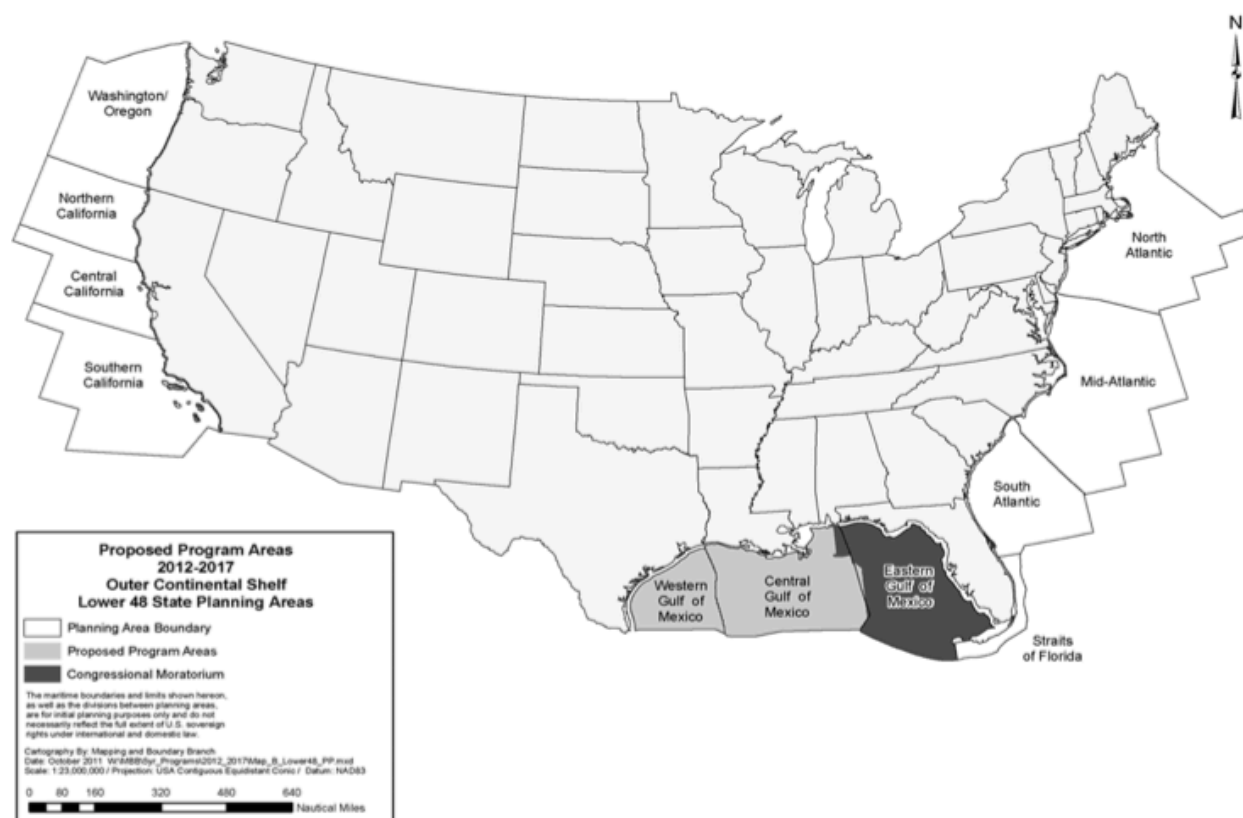 N
Washington/
Oregon
Northern
California
Central
California
Southern
California
North
Atlantic
Mid-Atlantic
South
Atlantic
Western
Gulf of
Mexico
Central
Gulf of
Mexico
Eastern
Gulf of
Mexico
Straits
of Florida
Proposed Program Areas
2012-2017
Outer Continental Shelf
Lower 48 State Planning Areas
Planning Area Boundary
Proposed Program Areas
Congressional Moratorium
The maritime boundaries and limits shown hereon,
as well as the divisions between planning areas,
are for initial planning purposes only and do not
necessarily reflect the full extent of U.S. sovereign
rights under international and domestic law.
Cartography By: Mapping and Boundary Branch
Date: October 2011 W:\MBB\5yr_Programs\2012_2017\Map_B_Lower48_PP.mxd
Scale: 1:23,000,000 / Projection: USA Contiguous Equidistant Conic / Datum: NAD83
0 80 160 320 480 640
Nautical Miles